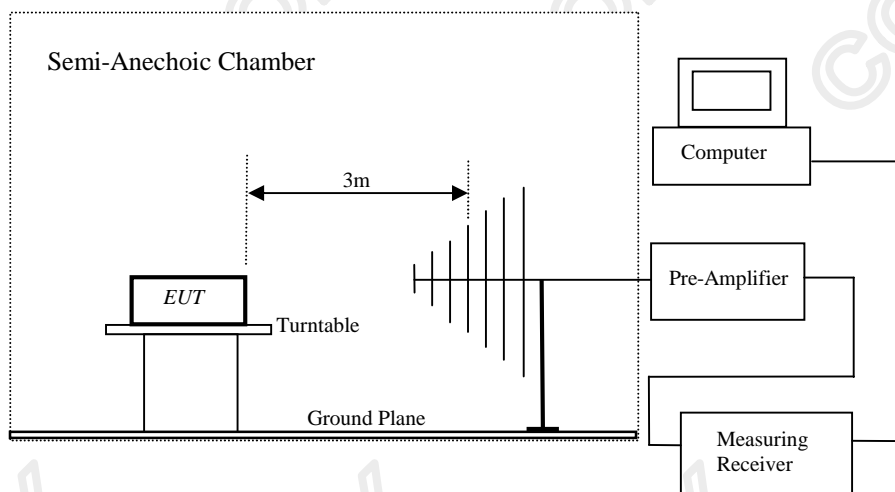 Semi-Anechoic Chamber
Computer
3m
Pre-Amplifier
EUT
Turntable
Ground Plane
Measuring
Receiver